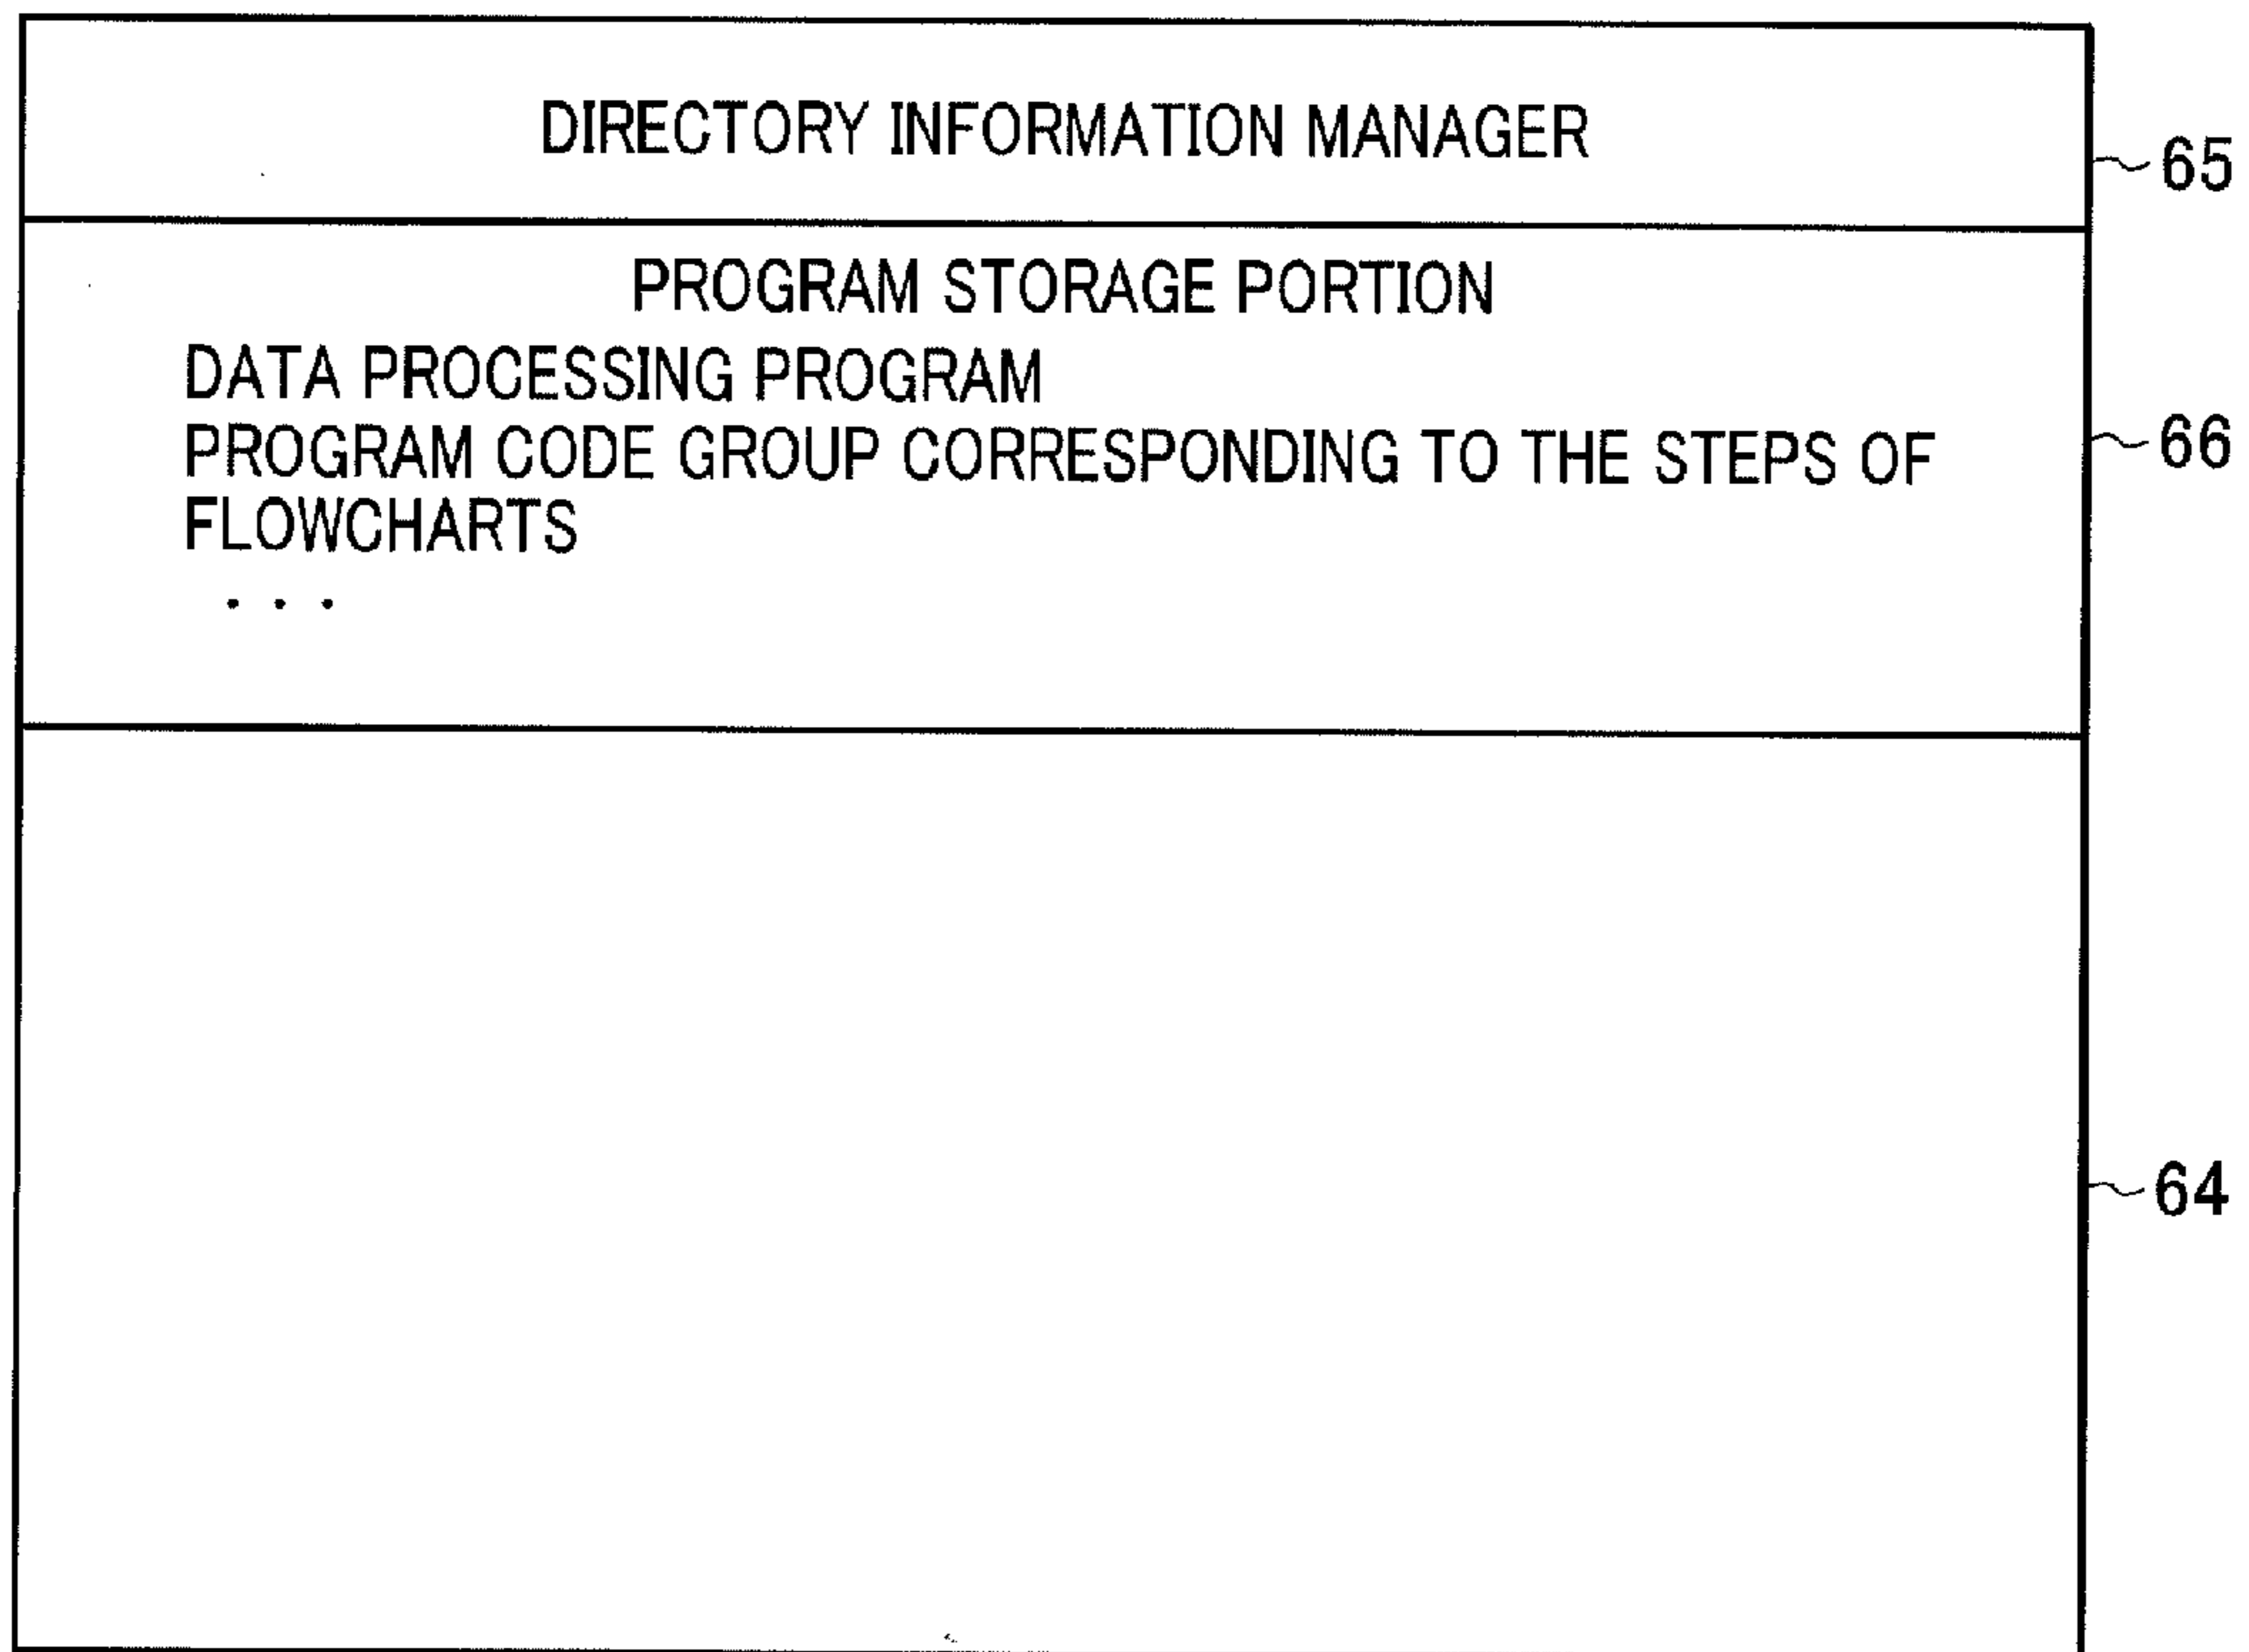 DIRECTORY INFORMATION MANAGER
65
PROGRAM STORAGE PORTION
DATA PROCESSING PROGRAM
PROGRAM CODE GROUP CORRESPONDING TO THE STEPS OF
66
FLOWCHARTS
. . .
64